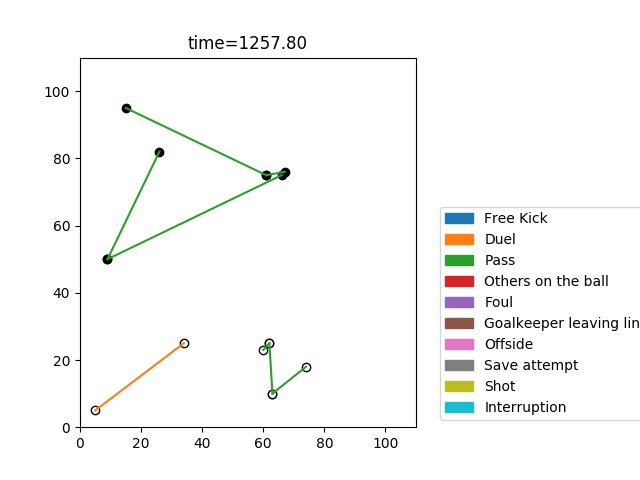 time=1257.80
100
80
60
40
20
0
0 20 40 60 80 100
Free Kick
Duel
Pass
Others on the ball
Foul
Goalkeeper leaving lin
Offside
Save attempt
Shot
Interruption